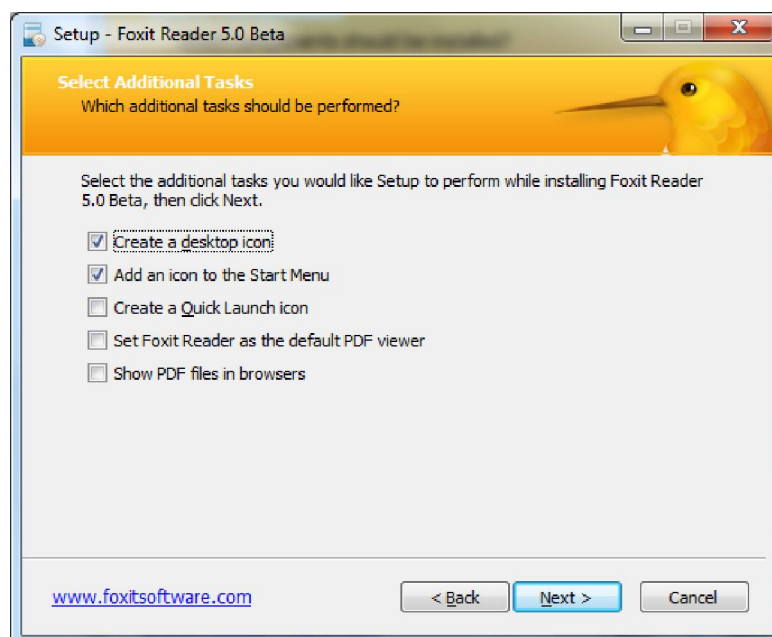 Setup - Foxit Reader 5.0 Beta
Select Additional Tasks
Which additional tasks should be performed?
Select the additional tasks you would like Setup to perform while installing Foxit Reader
5.0 Beta, then click Next.
Create a desktop icon
Add an icon to the Start Menu
Create a Quick Launch icon
Set Foxit Reader as the default PDF viewer
Show PDF files in browsers
www.foxitsoftware.com
< Back
Next >
Cancel